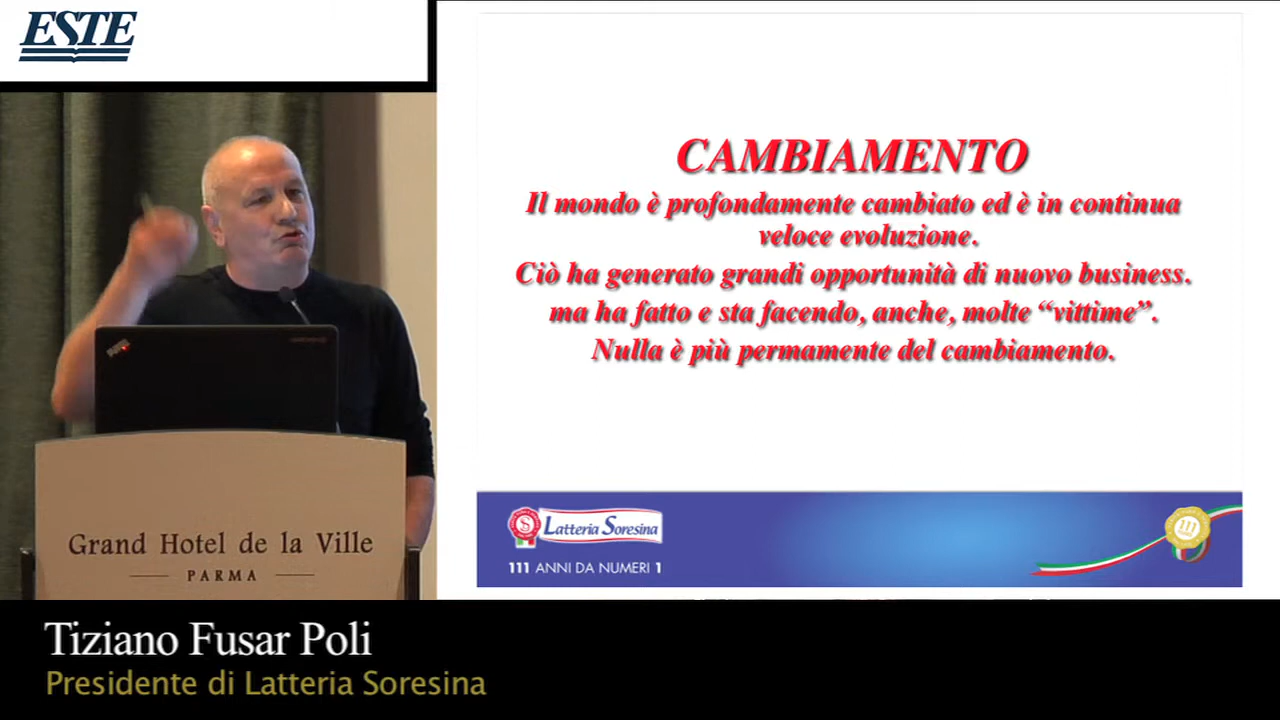 ESTE
CAMBIAMENTO
Il mondo è profondamente cambiato ed è in continua
veloce evoluzione.
Ciò ha generato grandi opportunità di nuovo business.
ma ha fatto e sta facendo, anche, molte “vittime”.
Nulla è più permamente del cambiamento.
Latteria Soresina
111 ANNI DA NUMERI 1
111
Grand Hotel de la Ville
PARMA
Tiziano Fusar Poli
Presidente di Latteria Soresina